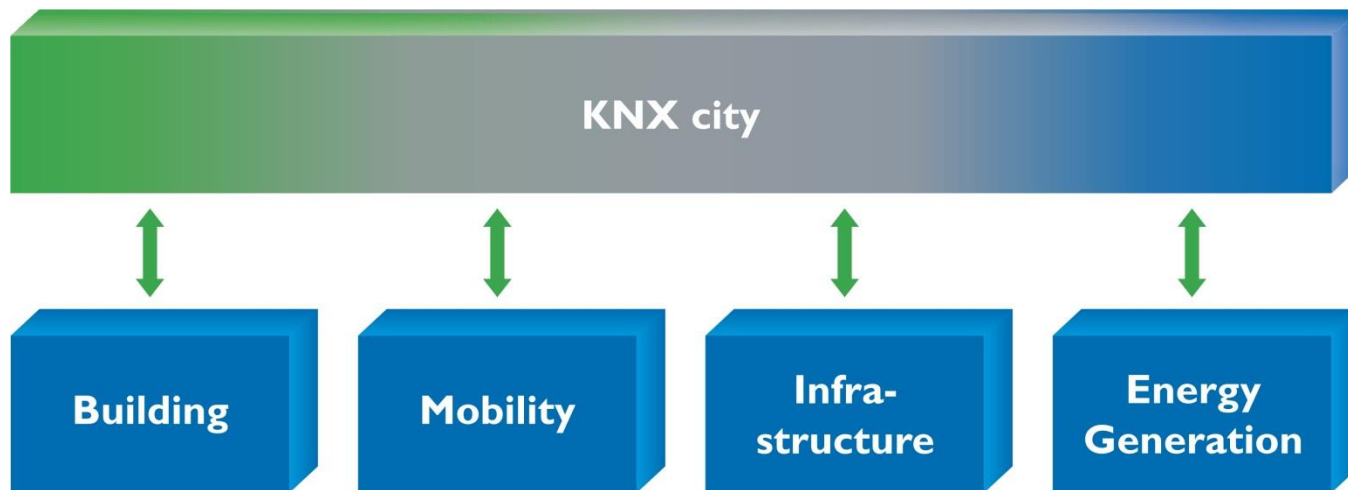 KNX city
Building
Mobility
Infra-
structure
Energy
Generation